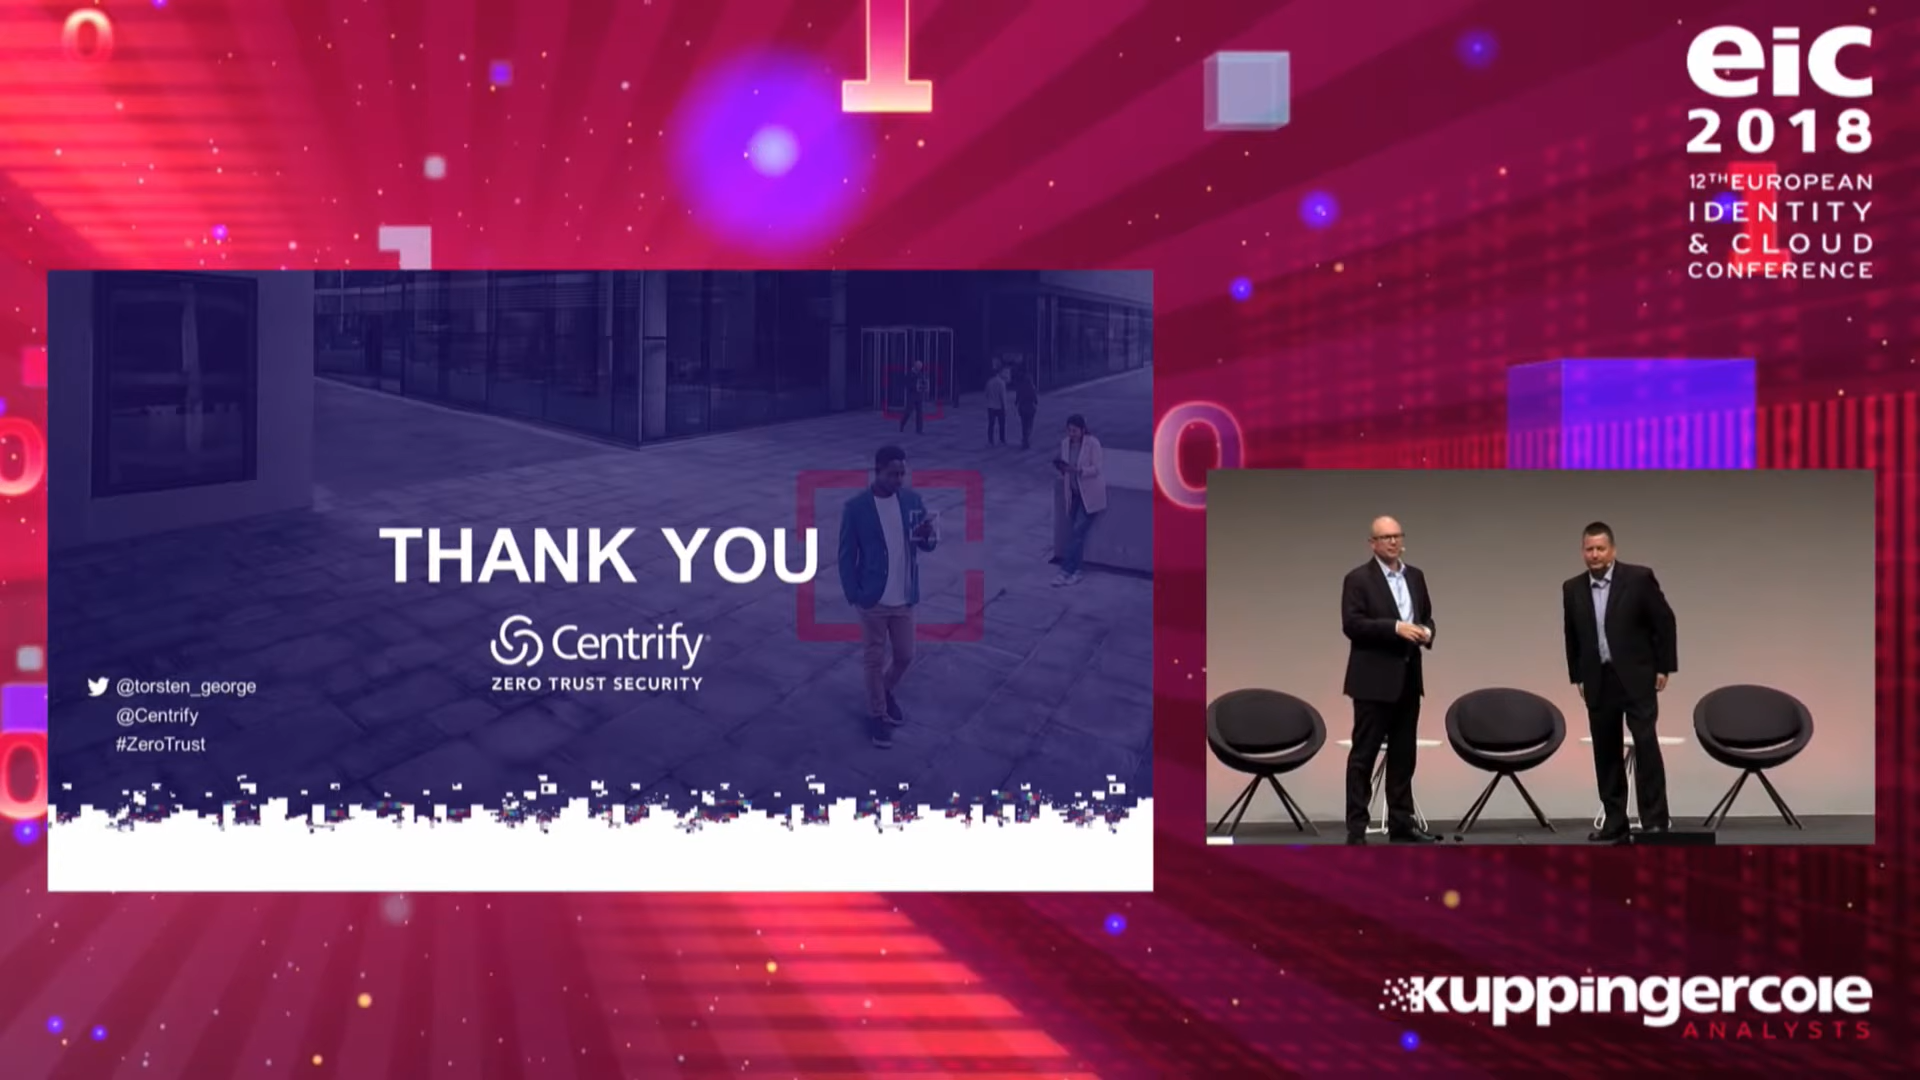 eic
2018
12TH EUROPEAN
IDENTITY
& CLOUD
CONFERENCE
THANK YOU
Centrify
ZERO TRUST SECURITY
@torsten_george
@Centrify
#ZeroTrust
kuppingercole
ANALYSTS